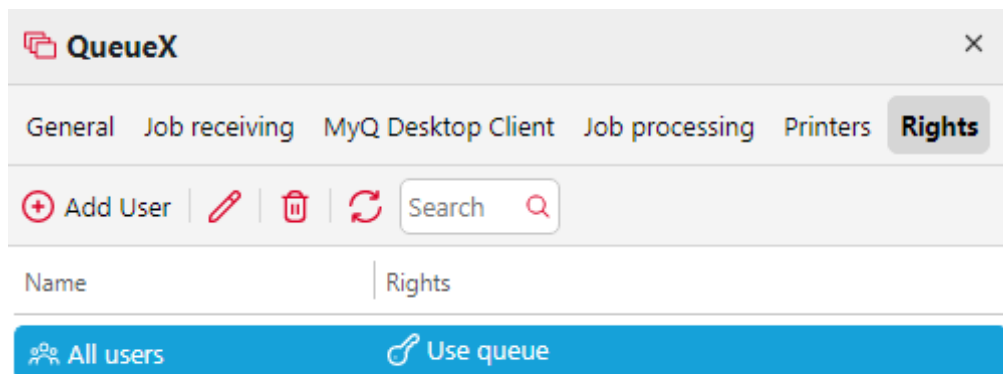 QueueX
General Job receiving MyQ Desktop Client Job processing Printers Rights
Add User Search
Name Rights
All users Use queue